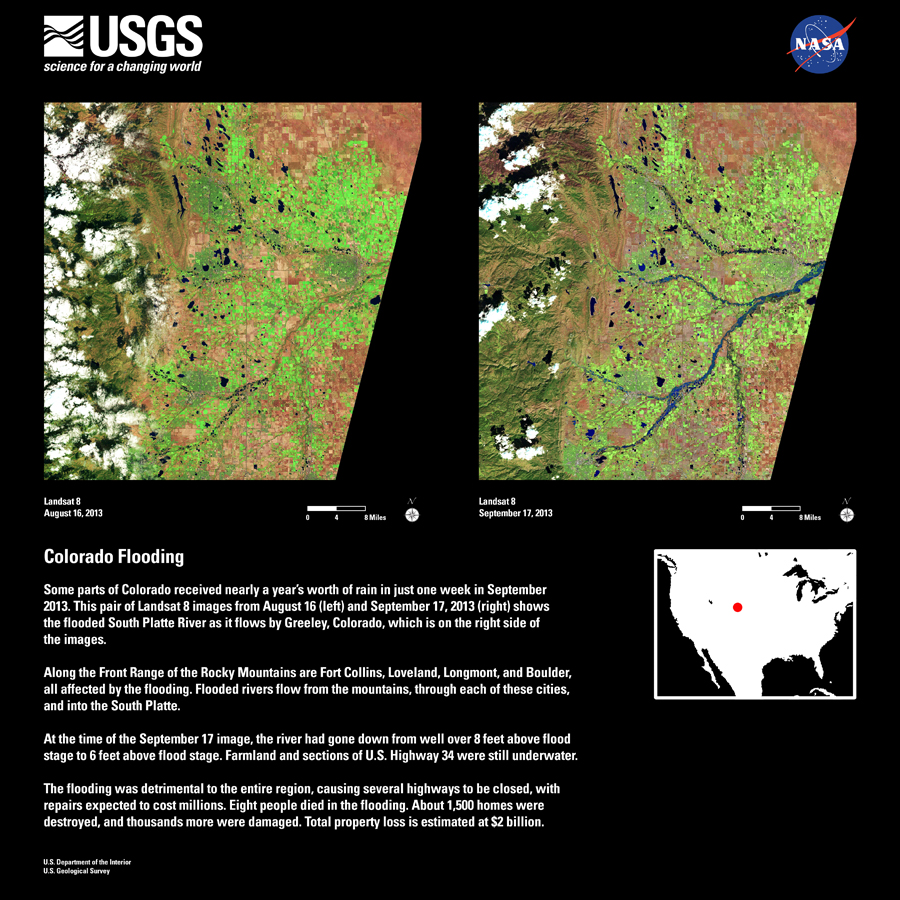 USGS
science for a changing world
NASA
Landsat 8
August 16, 2013
0 4 8 Miles
N
Landsat 8
September 17, 2013
0 4 8 Miles
N
Colorado Flooding
Some parts of Colorado received nearly a year’s worth of rain in just one week in September
2013. This pair of Landsat 8 images from August 16 (left) and September 17, 2013 (right) shows
the flooded South Platte River as it flows by Greeley, Colorado, which is on the right side of
the images.
Along the Front Range of the Rocky Mountains are Fort Collins, Loveland, Longmont, and Boulder,
all affected by the flooding. Flooded rivers flow from the mountains, through each of these cities,
and into the South Platte.
At the time of the September 17 image, the river had gone down from well over 8 feet above flood
stage to 6 feet above flood stage. Farmland and sections of U.S. Highway 34 were still underwater.
The flooding was detrimental to the entire region, causing several highways to be closed, with
repairs expected to cost millions. Eight people died in the flooding. About 1,500 homes were
destroyed, and thousands more were damaged. Total property loss is estimated at $2 billion.
U.S. Department of the Interior
U.S. Geological Survey